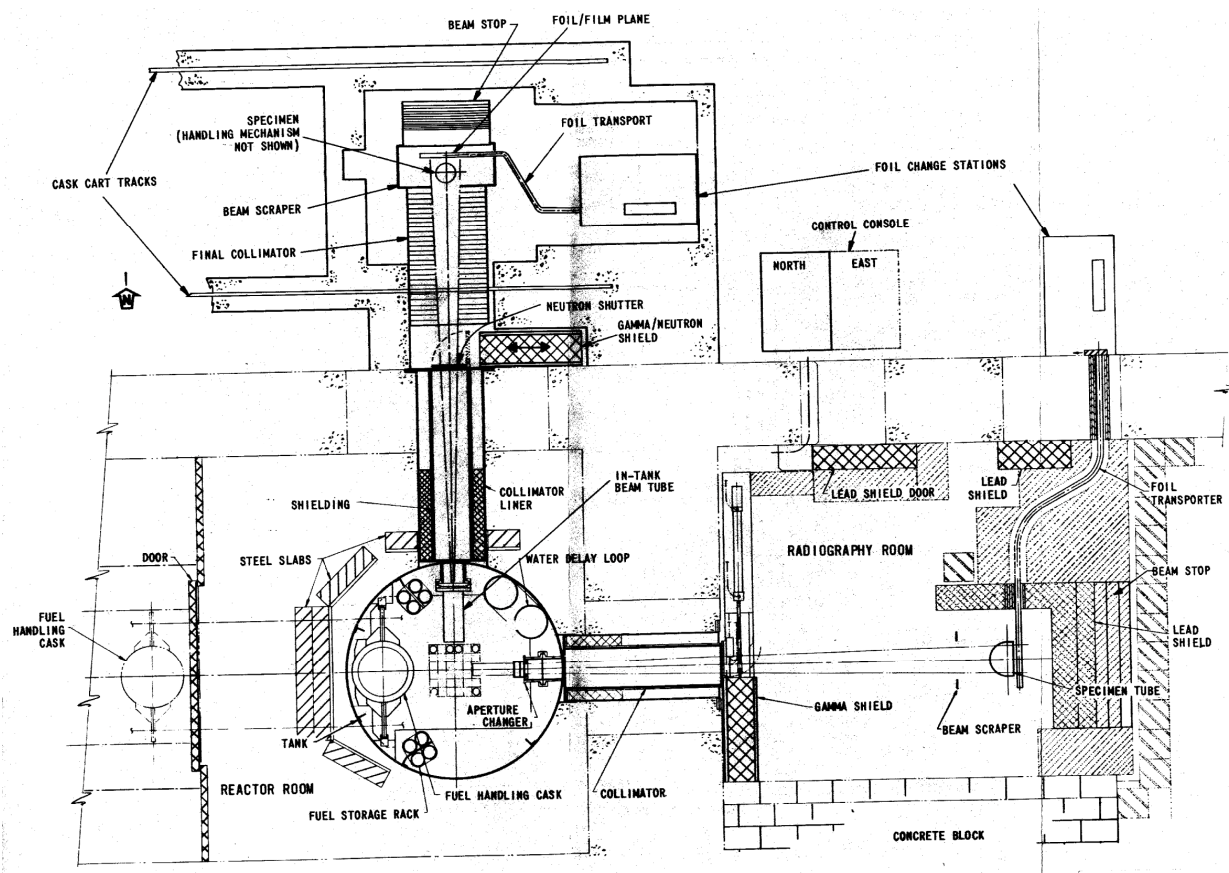 BEAM STOP
FOIL/FILM PLANE
SPECIMEN
(HANDLING MECHANISM
NOT SHOWN)
FOIL TRANSPORT
CASK CART TRACKS
FOIL CHANGE STATIONS
BEAM SCRAPER
CONTROL CONSOLE
FINAL COLLIMATOR
NORTH
EAST
N
NEUTRON SHUTTER
GAMMA/NEUTRON
SHIELD
IN-TANK
BEAM TUBE
LEAD SHIELD DOOR
LEAD
SHIELD
FOIL
TRANSPORTER
SHIELDING
COLLIMATOR
LINER
STEEL SLABS
WATER DELAY LOOP
RADIOGRAPHY ROOM
DOOR
BEAM STOP
FUEL
HANDLING
CASK
LEAD
SHIELD
SPECIMEN TUBE
APERTURE
CHANGER
GAMMA SHIELD
BEAM SCRAPER
TANK
REACTOR ROOM
FUEL HANDLING CASK
COLLIMATOR
FUEL STORAGE RACK
CONCRETE BLOCK